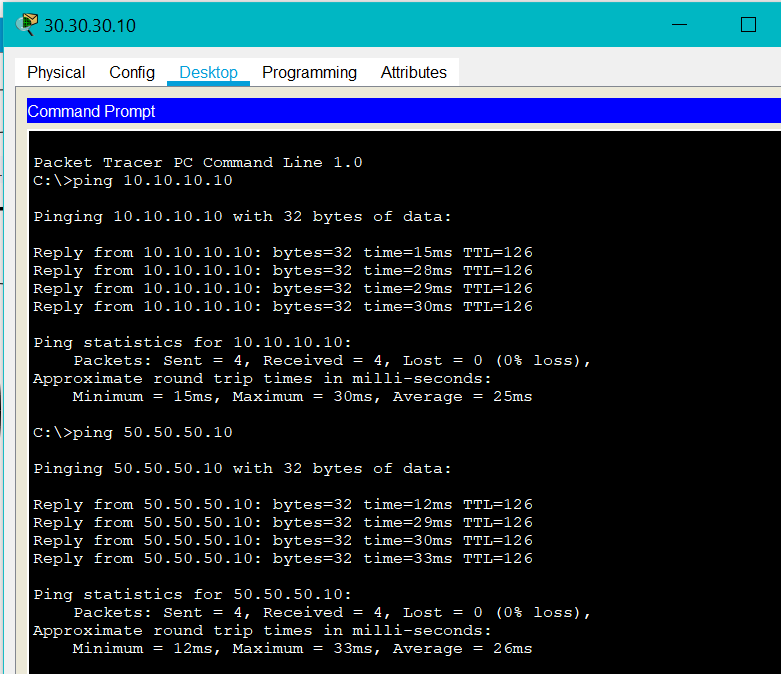 30.30.30.10
Physical Config Desktop Programming Attributes
Command Prompt
Packet Tracer PC Command Line 1.0
C:\>ping 10.10.10.10
Pinging 10.10.10.10 with 32 bytes of data:
Reply from 10.10.10.10: bytes=32 time=15ms TTL=126
Reply from 10.10.10.10: bytes=32 time=28ms TTL=126
Reply from 10.10.10.10: bytes=32 time=29ms TTL=126
Reply from 10.10.10.10: bytes=32 time=30ms TTL=126
Ping statistics for 10.10.10.10:
Packets: Sent = 4, Received = 4, Lost = 0 (0% loss),
Approximate round trip times in milli-seconds:
Minimum = 15ms, Maximum = 30ms, Average = 25ms
C:\>ping 50.50.50.10
Pinging 50.50.50.10 with 32 bytes of data:
Reply from 50.50.50.10: bytes=32 time=12ms TTL=126
Reply from 50.50.50.10: bytes=32 time=29ms TTL=126
Reply from 50.50.50.10: bytes=32 time=30ms TTL=126
Reply from 50.50.50.10: bytes=32 time=33ms TTL=126
Ping statistics for 50.50.50.10:
Packets: Sent = 4, Received = 4, Lost = 0 (0% loss),
Approximate round trip times in milli-seconds:
Minimum = 12ms, Maximum = 33ms, Average = 26ms